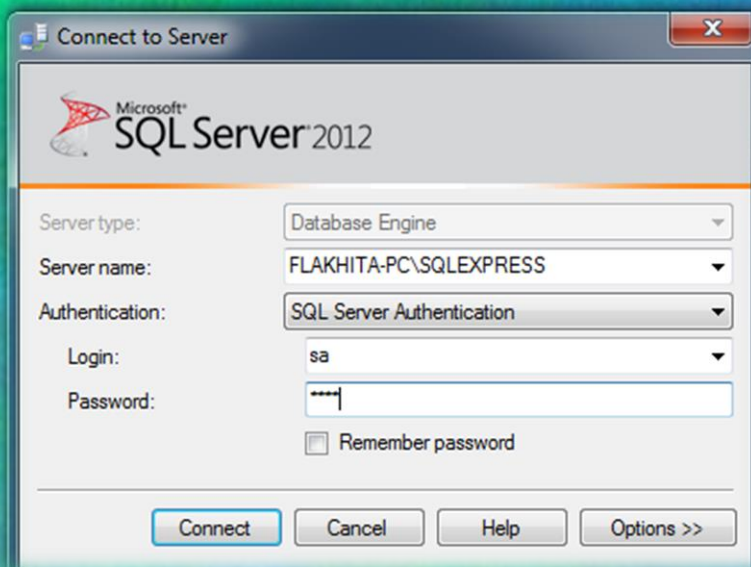 Connect to Server
x
Microsoft®
SQL Server® 2012
Server type: Database Engine
Server name: FLAKHITA-PC\SQLEXPRESS
Authentication: SQL Server Authentication
Login: sa
Password: ****
Remember password
Connect Cancel Help Options >>